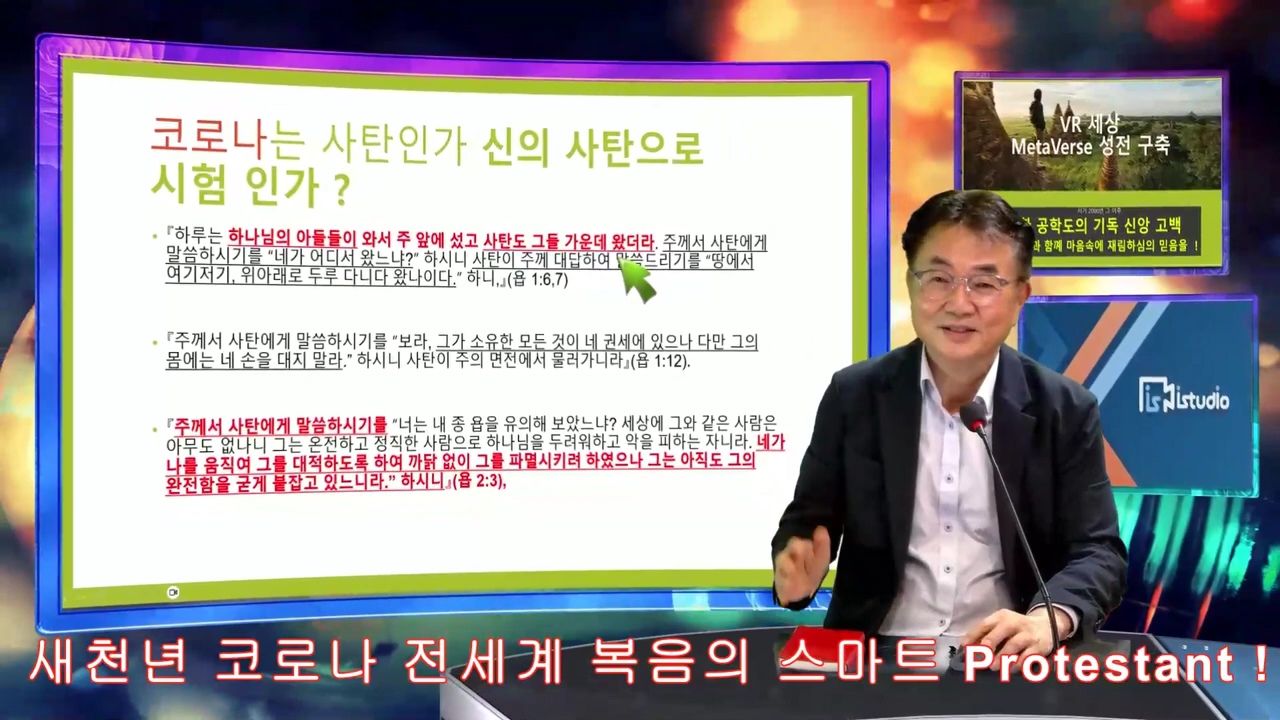 코로나는 사탄인가 신의 사탄으로
시험 인가 ?
• 『하루는 하나님의 아들들이 와서 주 앞에 섰고 사탄도 그들 가운데 왔더라. 주께서 사탄에게
말씀하시기를 “네가 어디서 왔느냐?” 하시니 사탄이 주께 대답하여 말씀드리기를 “땅에서
여기저기, 위아래로 두루 다니다 왔나이다.” 하니,』(욥 1:6,7)
• 『주께서 사탄에게 말씀하시기를 “보라, 그가 소유한 모든 것이 네 권세에 있으나 다만 그의
몸에는 네 손을 대지 말라.” 하시니 사탄이 주의 면전에서 물러가니라』(욥 1:12).
• 『주께서 사탄에게 말씀하시기를 “너는 내 종 욥을 유의해 보았느냐? 세상에 그와 같은 사람은
아무도 없나니 그는 온전하고 정직한 사람으로 하나님을 두려워하고 악을 피하는 자니라. 네가
나를 움직여 그를 대적하도록 하여 까닭 없이 그를 파멸시키려 하였으나 그는 아직도 그의
완전함을 굳게 붙잡고 있느니라.” 하시니』(욥 2:3),
VR 세상
MetaVerse 성전 구축
서기 2000년 그 이후
공학도의 기독 신앙 고백
함께 마음속에 재림하심의 믿음을 !
is istudio
새천년 코로나 전세계 복음의 스마트 Protestant !